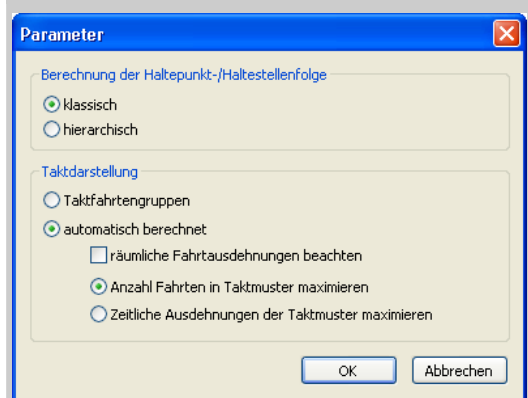 Parameter
Berechnung der Haltepunkt-/Haltestellenfolge
klassisch
hierarchisch
Taktdarstellung
Taktfahrtengruppen
automatisch berechnet
räumliche Fahrtausdehnungen beachten
Anzahl Fahrten in Taktmuster maximieren
Zeitliche Ausdehnungen der Taktmuster maximieren
OK Abbrechen